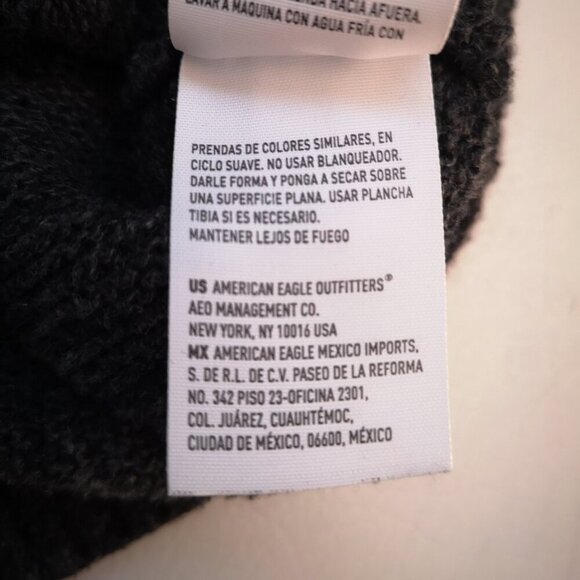 HACIA AFUERA.
LAVAR A MÁQUINA CON AGUA FRÍA CON
PRENDAS DE COLORES SIMILARES, EN
CICLO SUAVE. NO USAR BLANQUEADOR.
DARLE FORMA Y PONGA A SECAR SOBRE
UNA SUPERFICIE PLANA. USAR PLANCHA
TIBIA SI ES NECESARIO.
MANTENER LEJOS DE FUEGO
US AMERICAN EAGLE OUTFITTERS®
AEO MANAGEMENT CO.
NEW YORK, NY 10016 USA
MX AMERICAN EAGLE MEXICO IMPORTS,
S. DE R.L. DE C.V. PASEO DE LA REFORMA
NO. 342 PISO 23-OFICINA 2301,
COL. JUÁREZ, CUAUHTÉMOC,
CIUDAD DE MÉXICO, 06600, MÉXICO